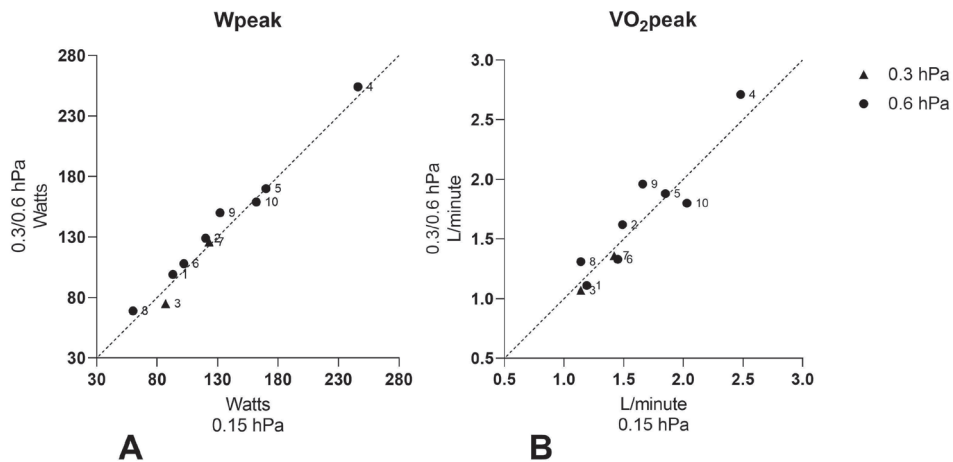 Wpeak
280
230
180
130
80
30
0.3/0.6 hPa
Watts
4
5
10
9
2
7
6
1
3
8
30 80 130 180 230 280
Watts
0.15 hPa
A
VO₂peak
3.0
2.5
2.0
1.5
1.0
0.5
0.3/0.6 hPa
L/minute
4
9
5
10
2
7
6
8
1
3
0.5 1.0 1.5 2.0 2.5 3.0
L/minute
0.15 hPa
B
0.3 hPa
0.6 hPa